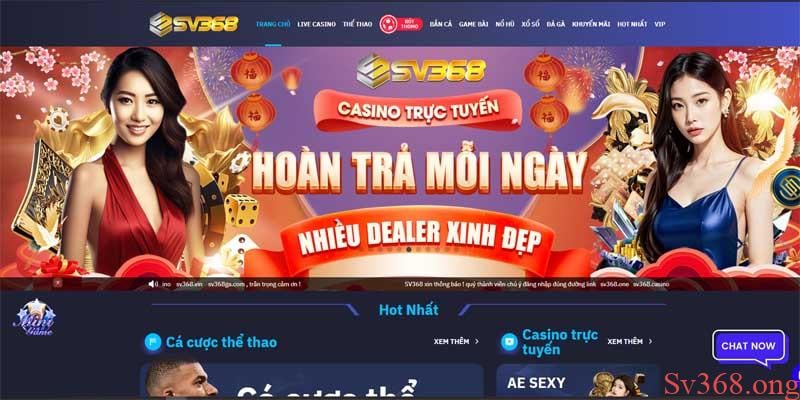 SV368
TRANG CHỦ LIVE CASINO THỂ THAO BẮN CÁ GAME BÀI NỔ HŨ XỔ SỐ ĐÁ GÀ KHUYẾN MÃI HOT NHẤT VIP
SV368
CASINO TRỰC TUYẾN
HOÀN TRẢ MỖI NGÀY
NHIỀU DEALER XINH ĐẸP
sv368.vin sv368ga.com , trân trọng cảm ơn ! SV368 xin thông báo ! quý thành viên chú ý đăng nhập đúng đường link sv368.one sv368.casino
Mini
Game
Hot Nhất
Cá cược thể thao XEM THÊM
Casino trực tuyến XEM THÊM
CHAT NOW
Cá cược thể
AE SEXY
Sv368.ong